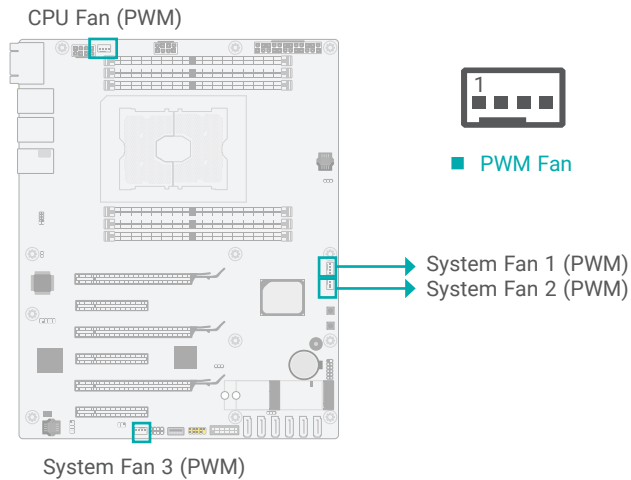 CPU Fan (PWM)
1
PWM Fan
System Fan 1 (PWM)
System Fan 2 (PWM)
System Fan 3 (PWM)